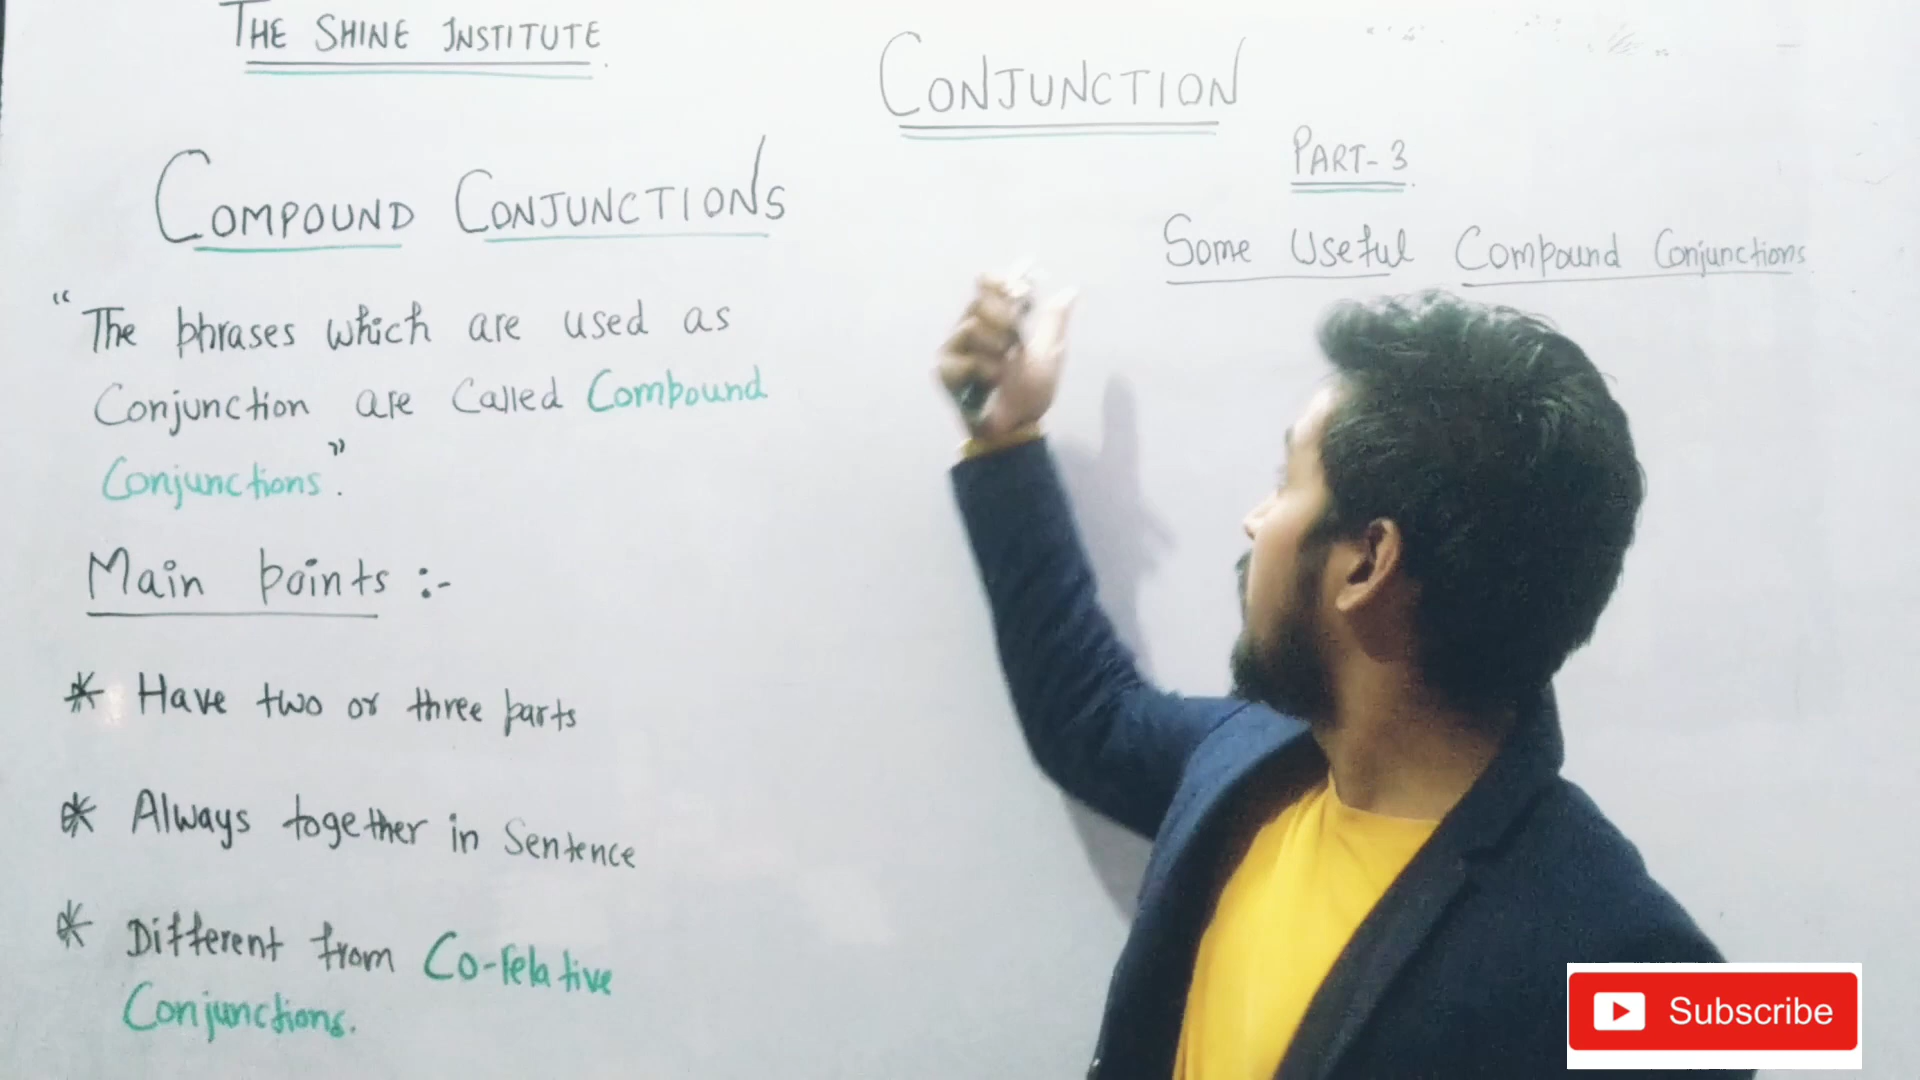 THE SHINE INSTITUTE
CONJUNCTION
PART-3
COMPOUND CONJUNCTIONS
"The phrases which are used as
Conjunction are Called Compound
Conjunctions".
Main points :-
* Have two or three parts
* Always together in Sentence
* Different from Co-relative
Conjunctions.
Some Useful Compound Conjunctions
Subscribe